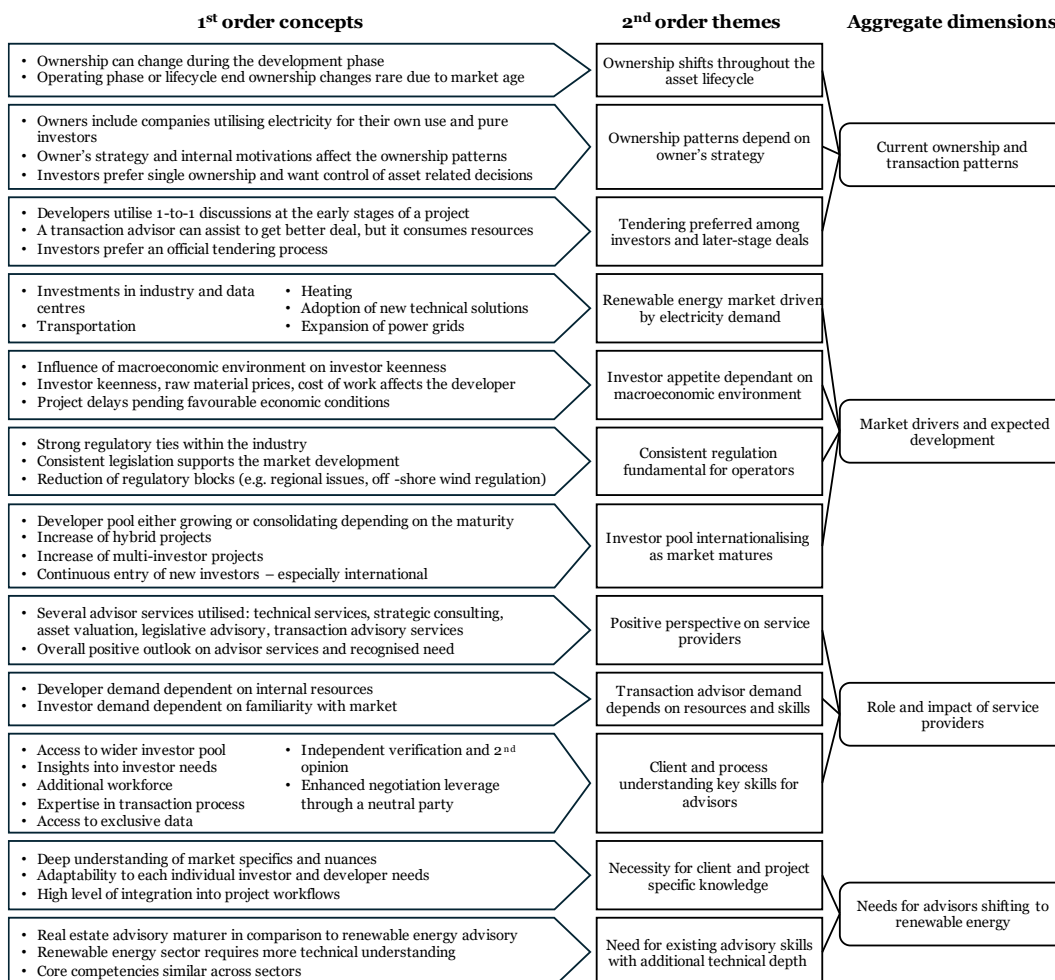 1st order concepts
2nd order themes
Aggregate dimensions
• Ownership can change during the development phase
• Operating phase or lifecycle end ownership changes rare due to market age
Ownership shifts throughout the
asset lifecycle
• Owners include companies utilising electricity for their own use and pure
investors
• Owner's strategy and internal motivations affect the ownership patterns
• Investors prefer single ownership and want control of asset related decisions
Ownership patterns depend on
owner's strategy
Current ownership and
transaction patterns
• Developers utilise 1-to-1 discussions at the early stages of a project
• A transaction advisor can assist to get better deal, but it consumes resources
• Investors prefer an official tendering process
Tendering preferred among
investors and later-stage deals
• Investments in industry and data
centres
• Transportation
• Heating
• Adoption of new technical solutions
• Expansion of power grids
Renewable energy market driven
by electricity demand
• Influence of macroeconomic environment on investor keenness
• Investor keenness, raw material prices, cost of work affects the developer
• Project delays pending favourable economic conditions
Investor appetite dependant on
macroeconomic environment
Market drivers and expected
development
• Strong regulatory ties within the industry
• Consistent legislation supports the market development
• Reduction of regulatory blocks (e.g. regional issues, off -shore wind regulation)
Consistent regulation
fundamental for operators
• Developer pool either growing or consolidating depending on the maturity
• Increase of hybrid projects
• Increase of multi-investor projects
• Continuous entry of new investors – especially international
Investor pool internationalising
as market matures
• Several advisor services utilised: technical services, strategic consulting,
asset valuation, legislative advisory, transaction advisory services
• Overall positive outlook on advisor services and recognised need
Positive perspective on service
providers
• Developer demand dependent on internal resources
• Investor demand dependent on familiarity with market
Transaction advisor demand
depends on resources and skills
Role and impact of service
providers
• Access to wider investor pool
• Insights into investor needs
• Additional workforce
• Expertise in transaction process
• Access to exclusive data
• Independent verification and 2nd
opinion
• Enhanced negotiation leverage
through a neutral party
Client and process
understanding key skills for
advisors
• Deep understanding of market specifics and nuances
• Adaptability to each individual investor and developer needs
• High level of integration into project workflows
Necessity for client and project
specific knowledge
Needs for advisors shifting to
renewable energy
• Real estate advisory maturer in comparison to renewable energy advisory
• Renewable energy sector requires more technical understanding
• Core competencies similar across sectors
Need for existing advisory skills
with additional technical depth